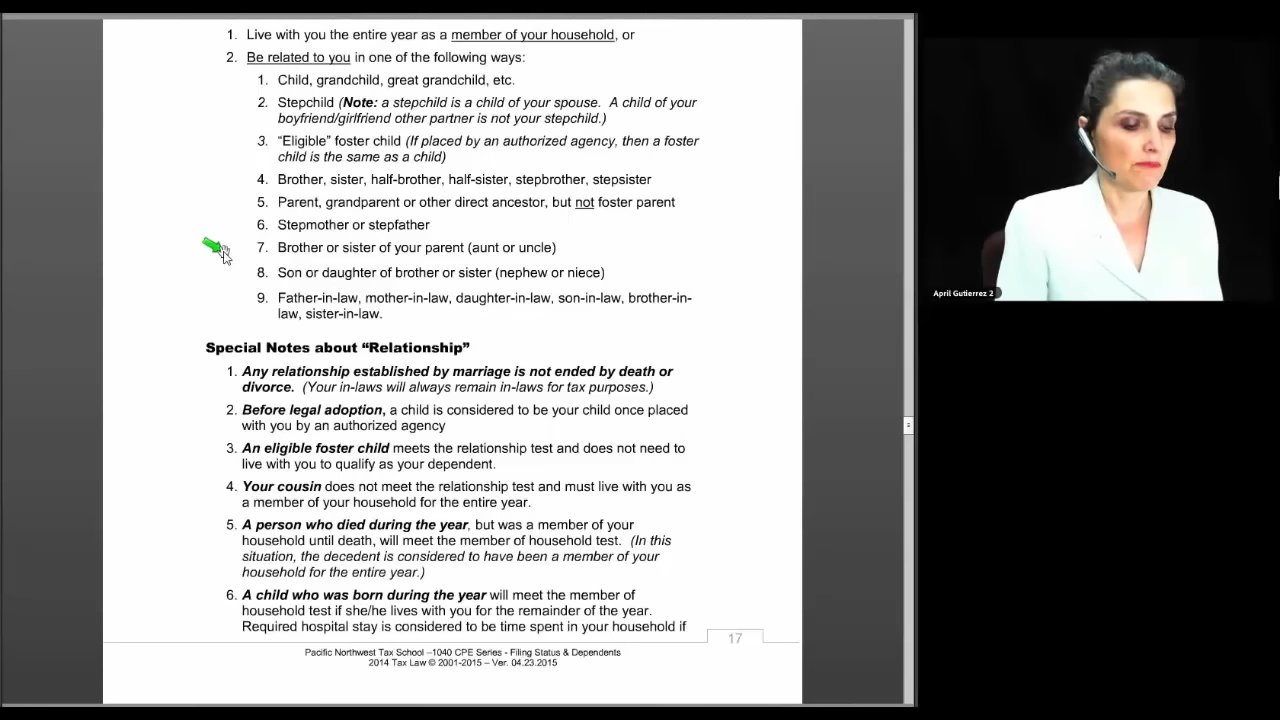 1. Live with you the entire year as a member of your household, or
2. Be related to you in one of the following ways:
1. Child, grandchild, great grandchild, etc.
2. Stepchild (Note: a stepchild is a child of your spouse. A child of your
boyfriend/girlfriend other partner is not your stepchild.)
3. “Eligible” foster child (If placed by an authorized agency, then a foster
child is the same as a child)
4. Brother, sister, half-brother, half-sister, stepbrother, stepsister
5. Parent, grandparent or other direct ancestor, but not foster parent
6. Stepmother or stepfather
7. Brother or sister of your parent (aunt or uncle)
8. Son or daughter of brother or sister (nephew or niece)
9. Father-in-law, mother-in-law, daughter-in-law, son-in-law, brother-in-
law, sister-in-law.
Special Notes about “Relationship”
1. Any relationship established by marriage is not ended by death or
divorce. (Your in-laws will always remain in-laws for tax purposes.)
2. Before legal adoption, a child is considered to be your child once placed
with you by an authorized agency
3. An eligible foster child meets the relationship test and does not need to
live with you to qualify as your dependent.
4. Your cousin does not meet the relationship test and must live with you as
a member of your household for the entire year.
5. A person who died during the year, but was a member of your
household until death, will meet the member of household test. (In this
situation, the decedent is considered to have been a member of your
household for the entire year.)
6. A child who was born during the year will meet the member of
household test if she/he lives with you for the remainder of the year.
Required hospital stay is considered to be time spent in your household if
17
Pacific Northwest Tax School –1040 CPE Series - Filing Status & Dependents
2014 Tax Law © 2001-2015 – Ver. 04.23.2015
April Gutierrez 2